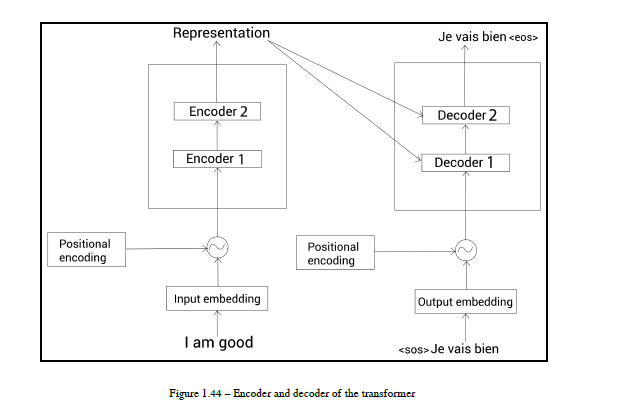 Representation
Je vais bien <eos>
Encoder 2
Decoder 2
Encoder 1
Decoder 1
Positional
encoding
Positional
encoding
Input embedding
Output embedding
I am good
<sos> Je vais bien
Figure 1.44 – Encoder and decoder of the transformer